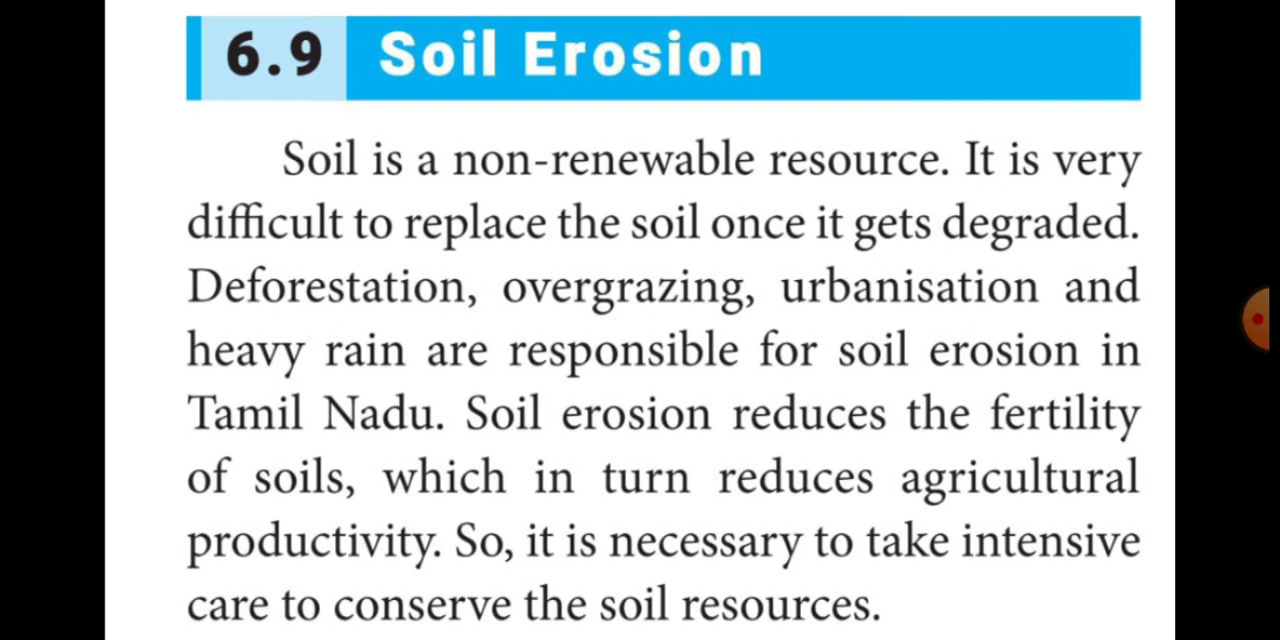 6.9 Soil Erosion
Soil is a non-renewable resource. It is very
difficult to replace the soil once it gets degraded.
Deforestation, overgrazing, urbanisation and
heavy rain are responsible for soil erosion in
Tamil Nadu. Soil erosion reduces the fertility
of soils, which in turn reduces agricultural
productivity. So, it is necessary to take intensive
care to conserve the soil resources.